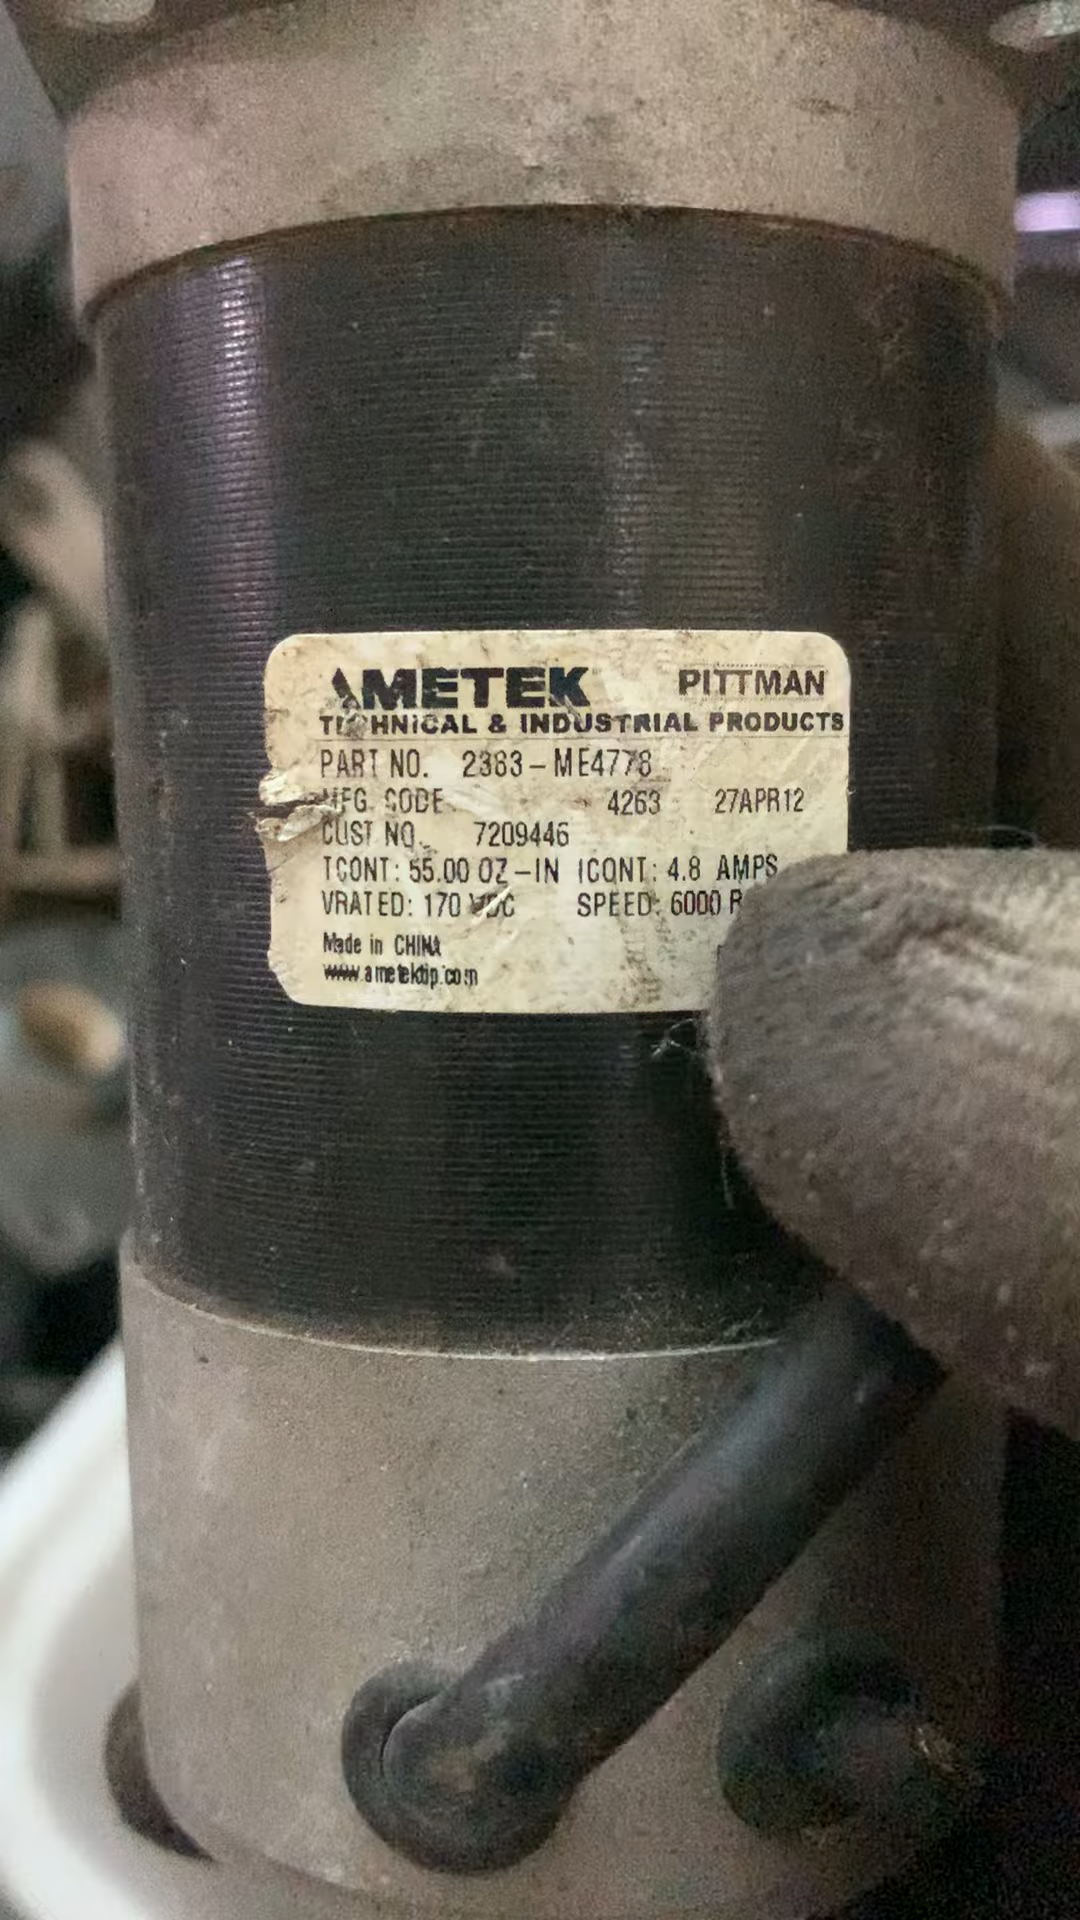 AMETEK PITTMAN
TECHNICAL & INDUSTRIAL PRODUCTS
PART NO. 2383-ME4778
MFG CODE 4263 27APR12
CUST NO. 7209446
TCONT: 55.00 OZ-IN ICONT: 4.8 AMPS
VRATED: 170 VDC SPEED: 6000
Made in CHINA
www.ametektip.com